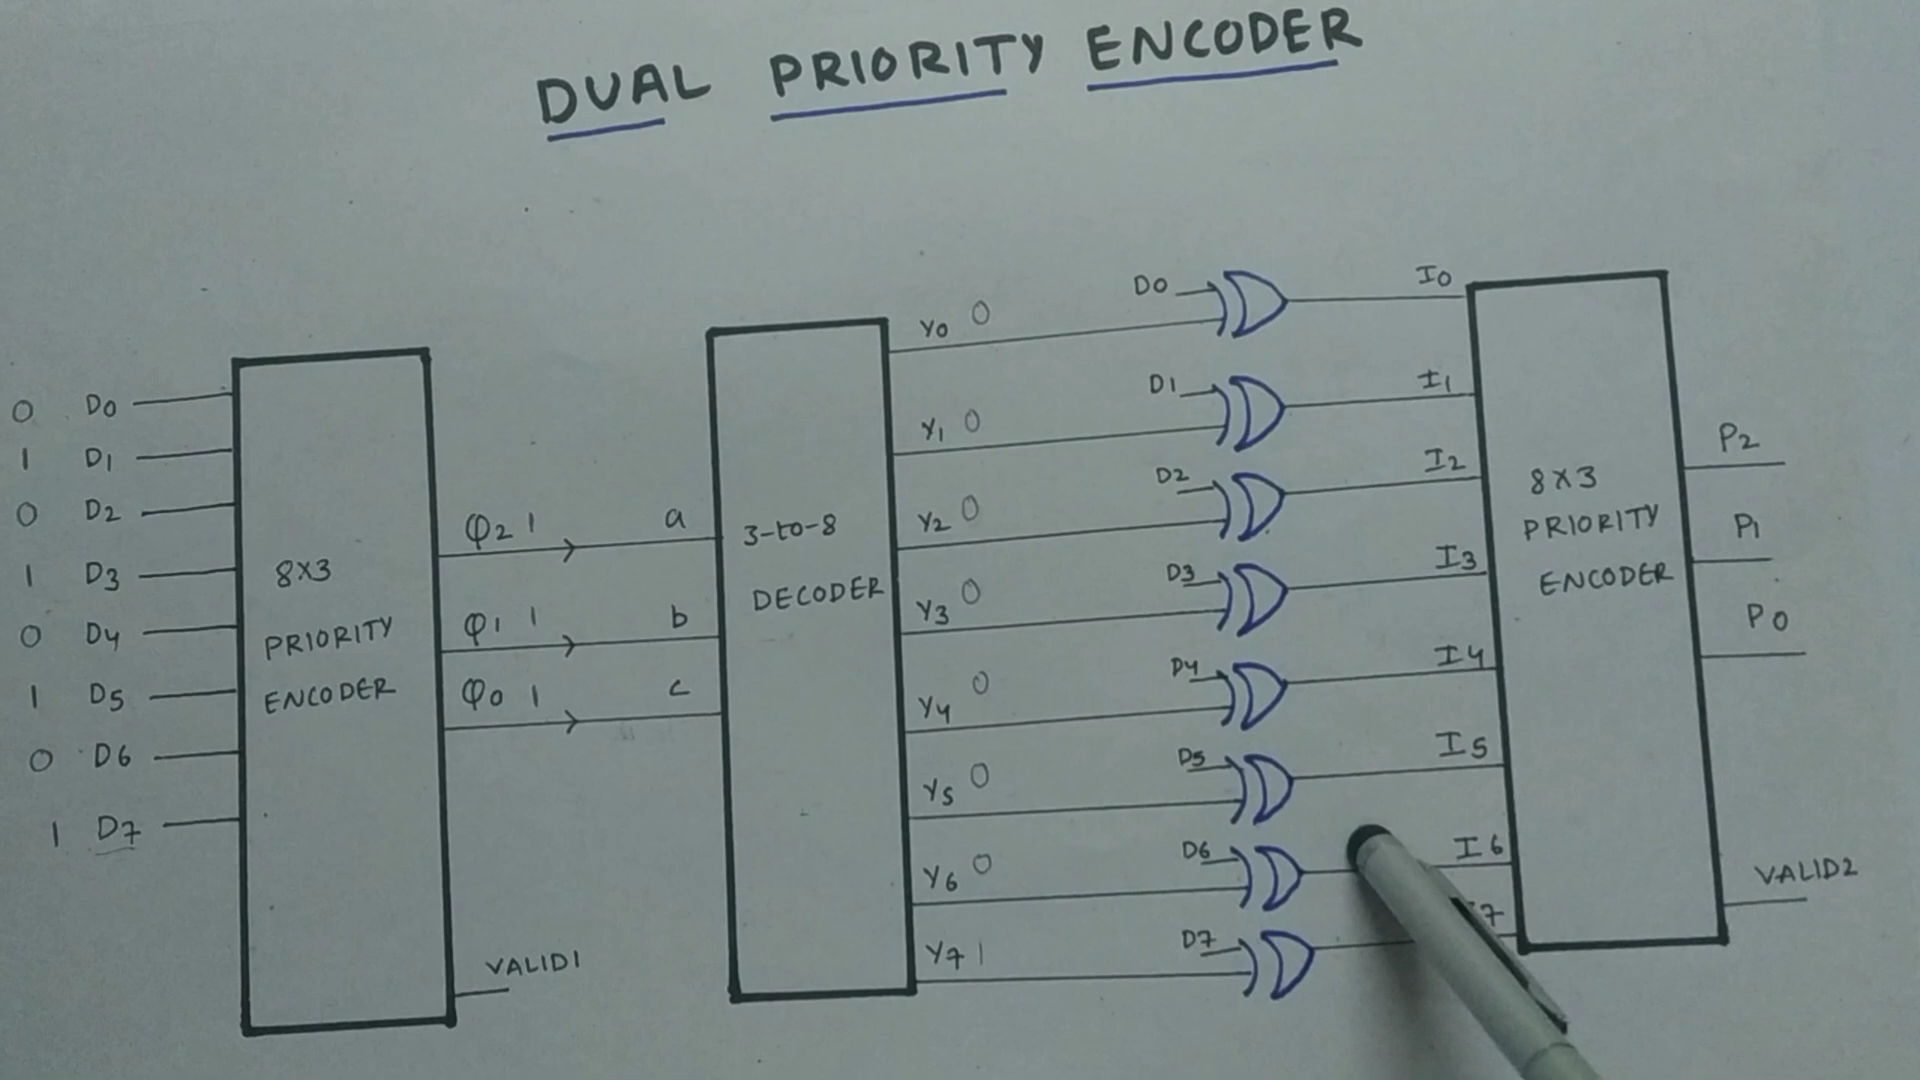 DUAL PRIORITY ENCODER
0 D0
1 D1
0 D2
1 D3
0 D4
1 D5
0 D6
1 D7
8X3
PRIORITY
ENCODER
φ2 1
φ1 1
φ0 1
VALID1
a
b
c
3-to-8
DECODER
Y0 0
Y1 0
Y2 0
Y3 0
Y4 0
Y5 0
Y6 0
Y7 1
D0
D1
D2
D3
D4
D5
D6
D7
I0
I1
I2
I3
I4
I5
I6
7
8X3
PRIORITY
ENCODER
P2
P1
P0
VALID2